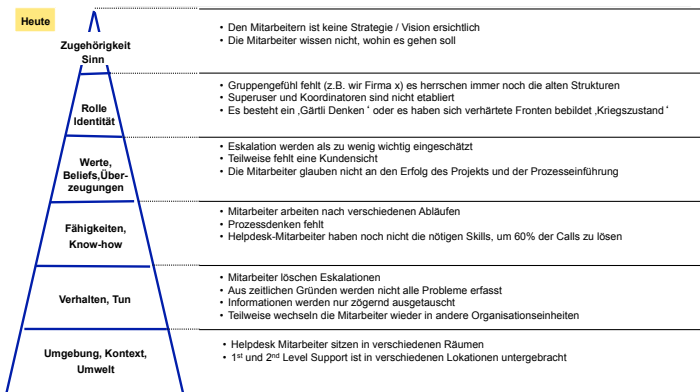 Heute
Zugehörigkeit
Sinn
• Den Mitarbeitern ist keine Strategie / Vision ersichtlich
• Die Mitarbeiter wissen nicht, wohin es gehen soll
Rolle
Identität
• Gruppengefühl fehlt (z.B. wir Firma x) es herrschen immer noch die alten Strukturen
• Superuser und Koordinatoren sind nicht etabliert
• Es besteht ein ‚Gärtli Denken‘ oder es haben sich verhärtete Fronten bebildet ‚Kriegszustand‘
Werte,
Beliefs,Über-
zeugungen
• Eskalation werden als zu wenig wichtig eingeschätzt
• Teilweise fehlt eine Kundensicht
• Die Mitarbeiter glauben nicht an den Erfolg des Projekts und der Prozesseinführung
Fähigkeiten,
Know-how
• Mitarbeiter arbeiten nach verschiedenen Abläufen
• Prozessdenken fehlt
• Helpdesk-Mitarbeiter haben noch nicht die nötigen Skills, um 60% der Calls zu lösen
Verhalten, Tun
• Mitarbeiter löschen Eskalationen
• Aus zeitlichen Gründen werden nicht alle Probleme erfasst
• Informationen werden nur zögernd ausgetauscht
• Teilweise wechseln die Mitarbeiter wieder in andere Organisationseinheiten
Umgebung, Kontext,
Umwelt
• Helpdesk Mitarbeiter sitzen in verschiedenen Räumen
• 1st und 2nd Level Support ist in verschiedenen Lokationen untergebracht